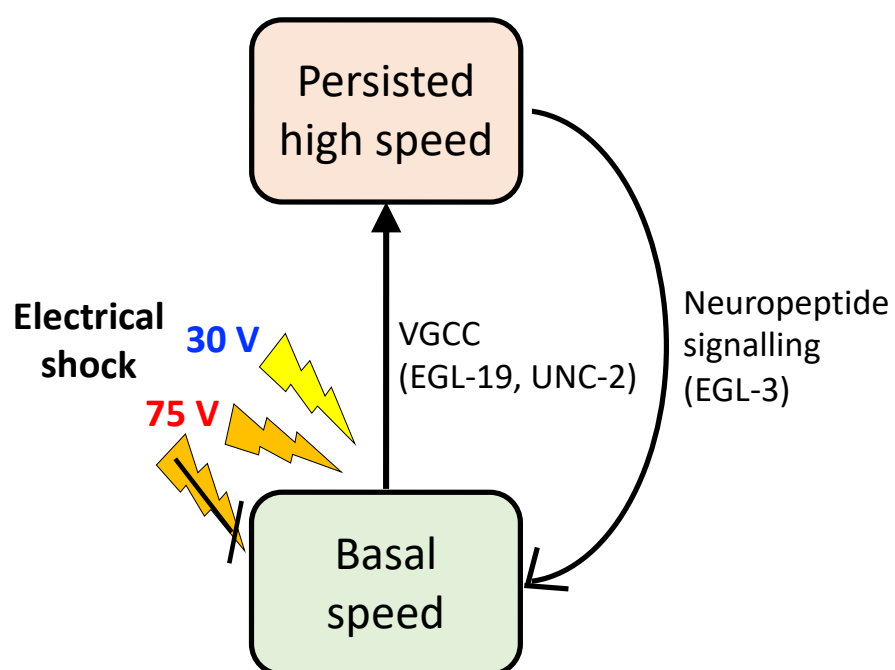 Persisted
high speed
Electrical
shock
30 V
75 V
VGCC
(EGL-19, UNC-2)
Neuropeptide
signalling
(EGL-3)
Basal
speed